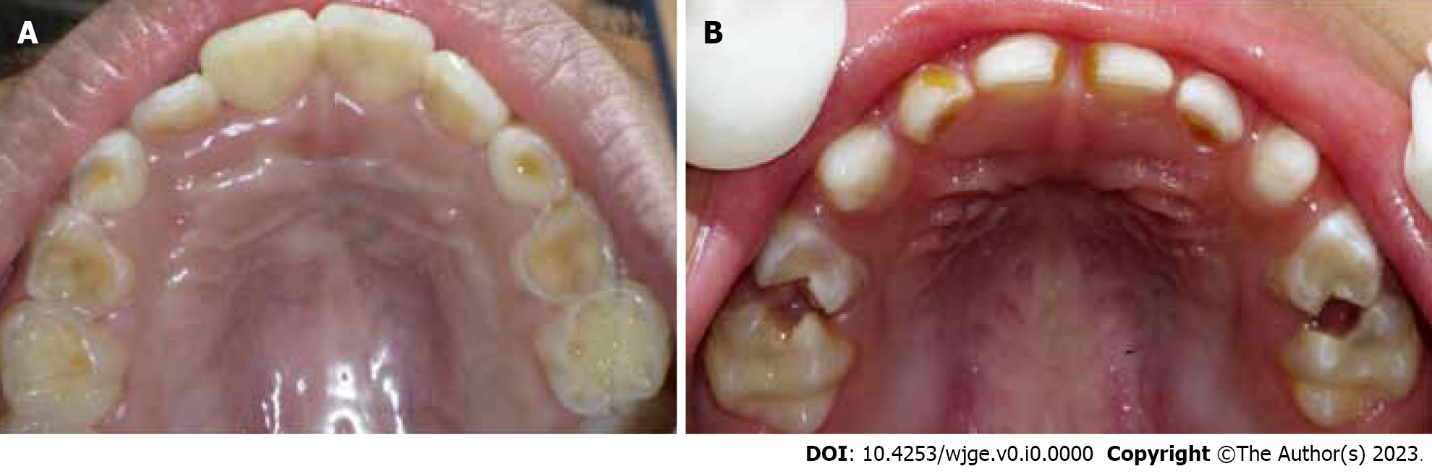 A
B
DOI: 10.4253/wjge.v0.i0.0000 Copyright ©The Author(s) 2023.